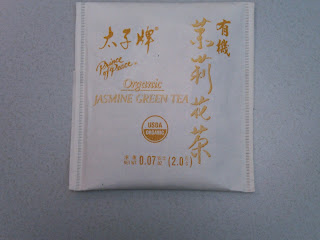 太子牌
Prince of Peace
有機
茉莉花茶
Organic
JASMINE GREEN TEA
USDA
ORGANIC
0.07 (2.0